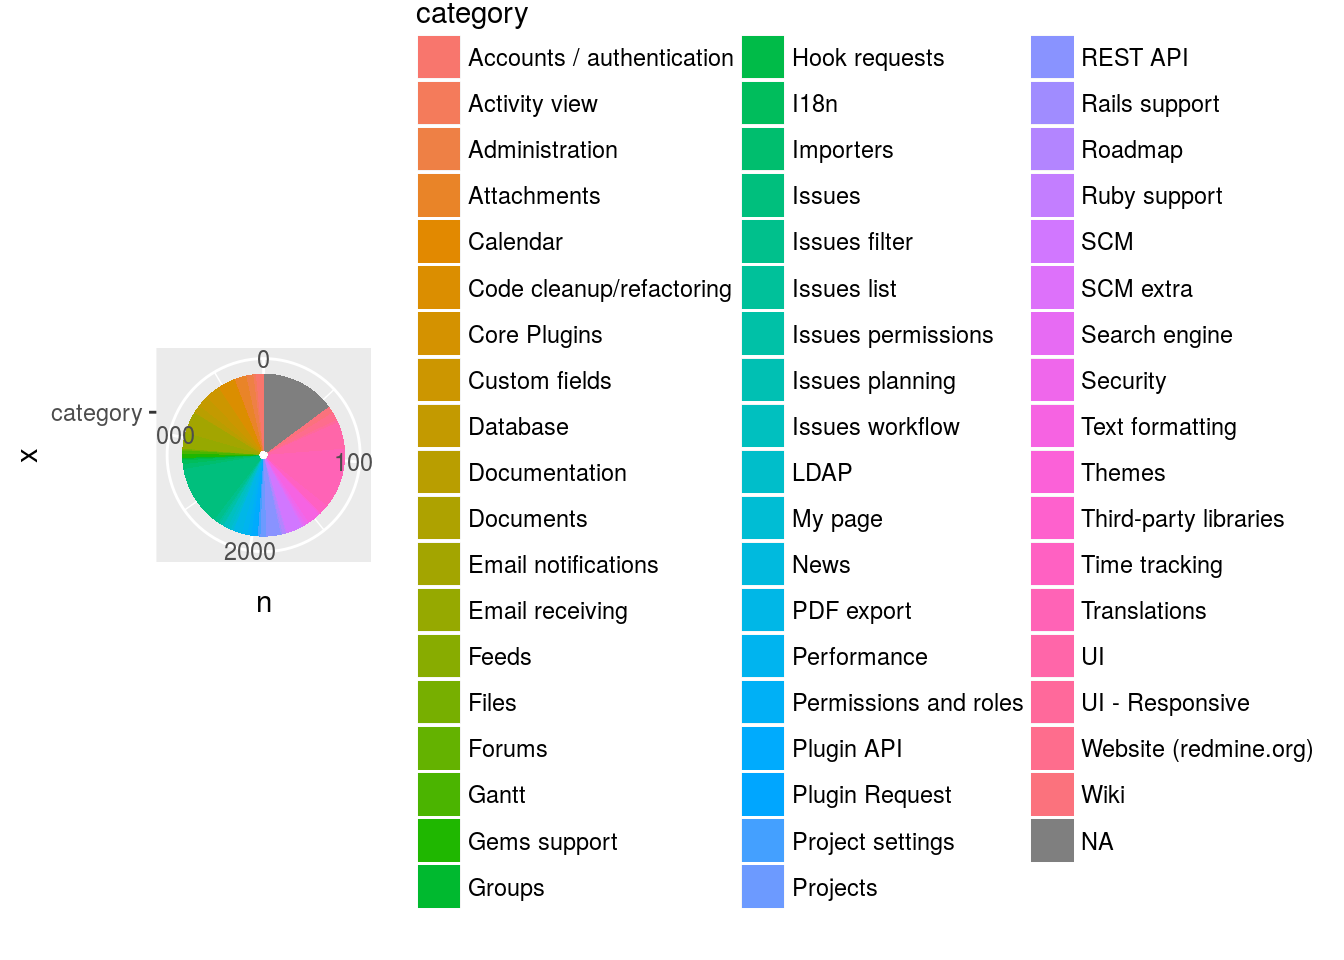 category
Accounts / authentication
Activity view
Administration
Attachments
Calendar
Code cleanup/refactoring
Core Plugins
Custom fields
Database
Documentation
Documents
Email notifications
Email receiving
Feeds
Files
Forums
Gantt
Gems support
Groups
Hook requests
I18n
Importers
Issues
Issues filter
Issues list
Issues permissions
Issues planning
Issues workflow
LDAP
My page
News
PDF export
Performance
Permissions and roles
Plugin API
Plugin Request
Project settings
Projects
REST API
Rails support
Roadmap
Ruby support
SCM
SCM extra
Search engine
Security
Text formatting
Themes
Third-party libraries
Time tracking
Translations
UI
UI - Responsive
Website (redmine.org)
Wiki
NA
0
category
000
100
x
2000
n